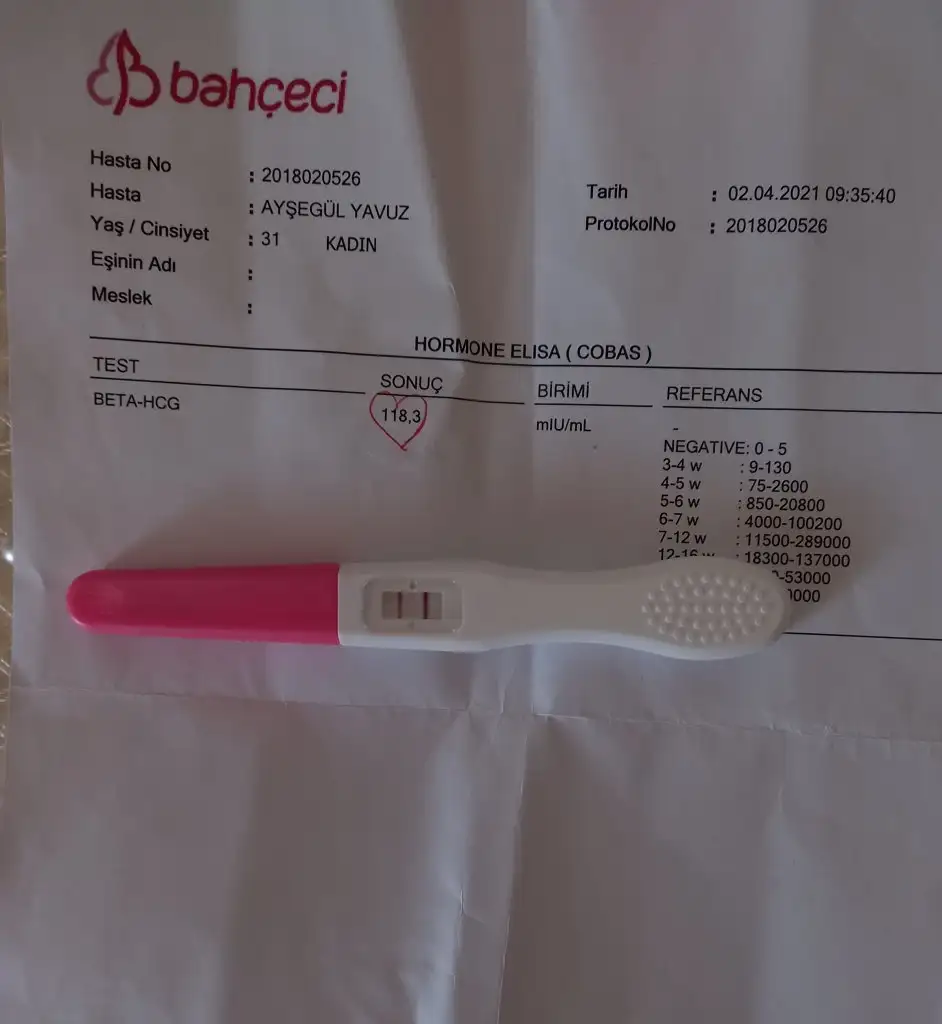 bahçeci
Hasta No : 2018020526
Hasta : AYŞEGÜL YAVUZ
Yaş / Cinsiyet : 31 KADIN
Eşinin Adı :
Meslek :
Tarih : 02.04.2021 09:35:40
ProtokolNo : 2018020526
HORMONE ELISA ( COBAS )
TEST SONUÇ BİRİMİ REFERANS
BETA-HCG 118,3 mIU/mL -
NEGATIVE: 0 - 5
3-4 w : 9-130
4-5 w : 75-2600
5-6 w : 850-20800
6-7 w : 4000-100200
7-12 w : 11500-289000
12-16 w : 18300-137000
-53000